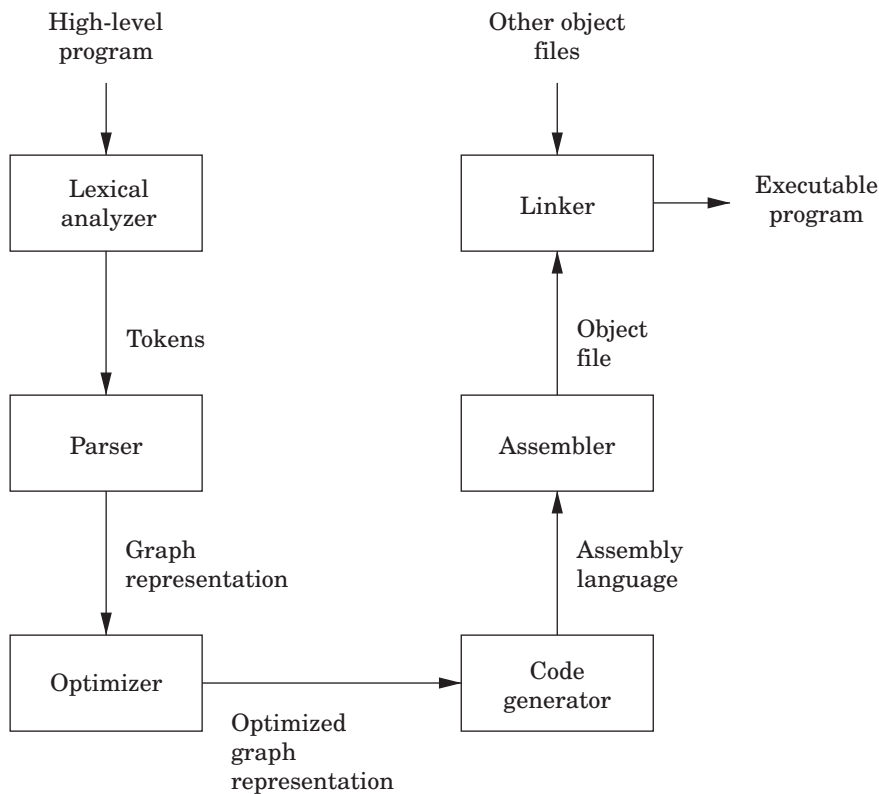 High-level
program
Other object
files
Lexical
analyzer
Linker
Executable
program
Tokens
Object
file
Parser
Assembler
Graph
representation
Assembly
language
Optimizer
Code
generator
Optimized
graph
representation